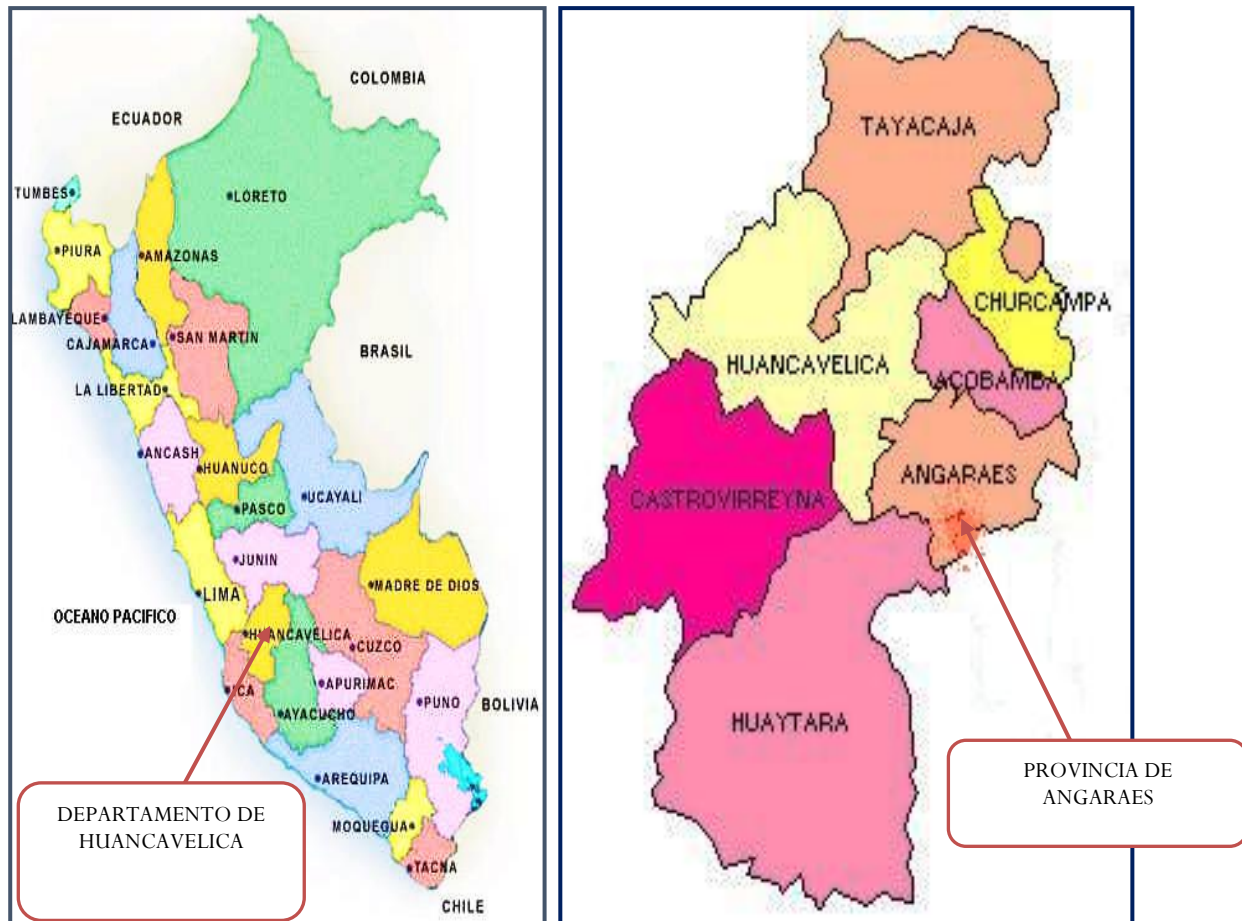 COLOMBIA
ECUADOR
TUMBES
LORETO
PIURA
AMAZONAS
LAMBAYEQUE
SAN MARTIN
CAJAMARCA
BRASIL
LA LIBERTAD
ANCASH
HUANUCO
UCAYALI
PASCO
JUNIN
MADRE DE DIOS
LIMA
OCEANO PACIFICO
HUANCAVELICA
CUZCO
ICA
APURIMAC
PUNO
BOLIVIA
AYACUCHO
AREQUIPA
MOQUEGUA
TACNA
CHILE
DEPARTAMENTO DE
HUANCAVELICA
TAYACAJA
CHURCAMPA
HUANCAVELICA
ACOBAMBA
ANGARAES
CASTROVIRREYNA
HUAYTARA
PROVINCIA DE
ANGARAES